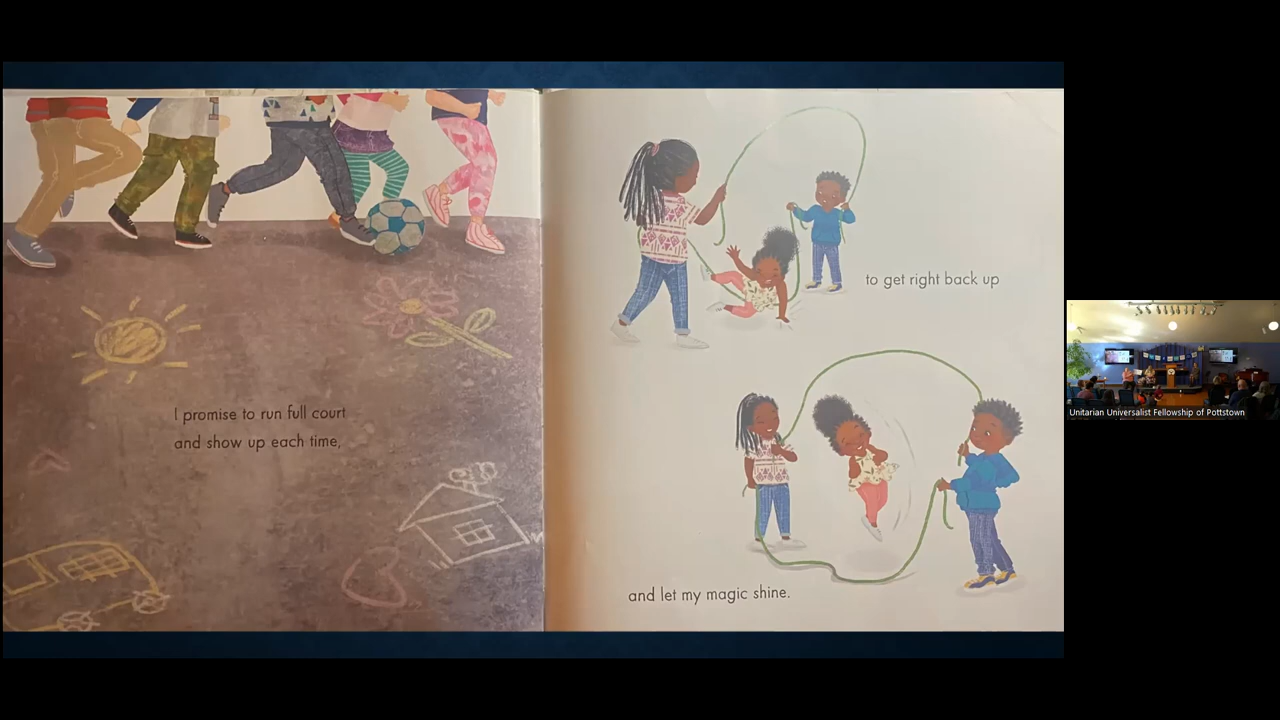 I promise to run full court
and show up each time,
to get right back up
and let my magic shine.
Unitarian Universalist Fellowship of Pottstown